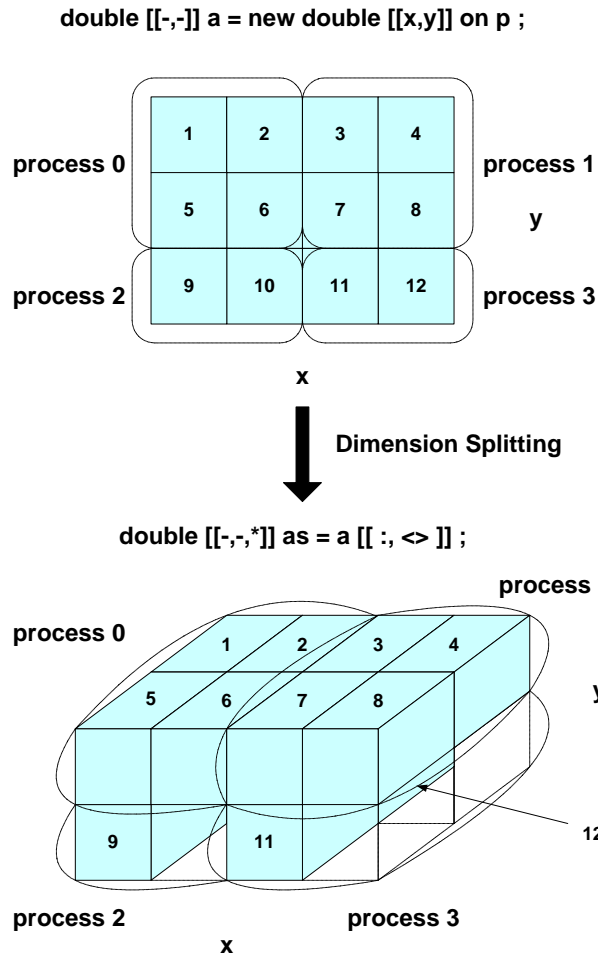 double [[-,-]] a = new double [[x,y]] on p ;
1 2 3 4
process 0
process 1
5 6 7 8
y
process 2
9 10 11 12
process 3
x
Dimension Splitting
double [[-,-,*]] as = a [[ :, <> ]] ;
process
process 0
1 2 3 4
5 6 7 8
y
9 11
12
process 2
process 3
x